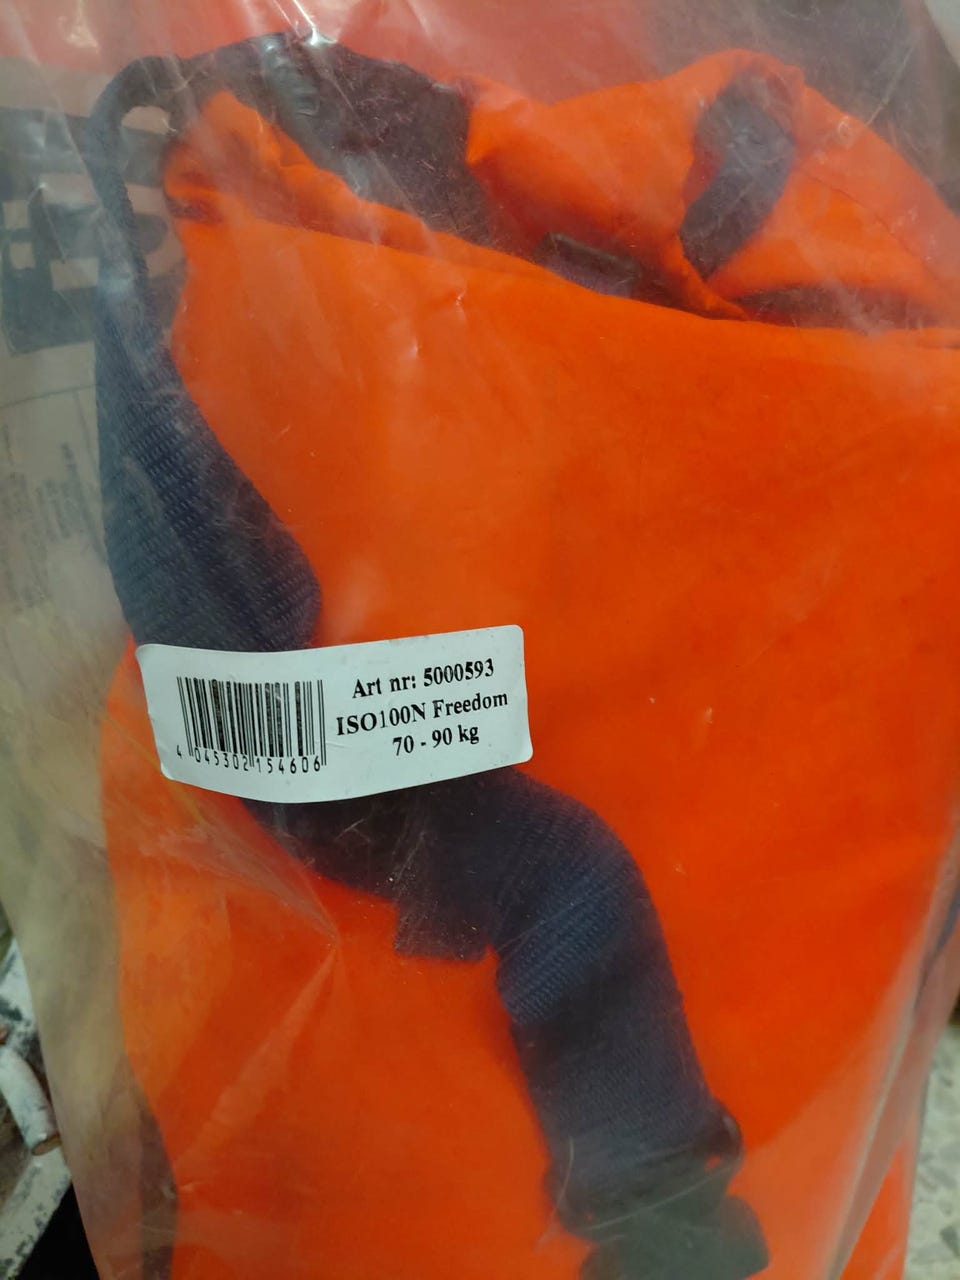 Art nr: 5000593
ISO100N Freedom
70 - 90 kg
4 045302 154606